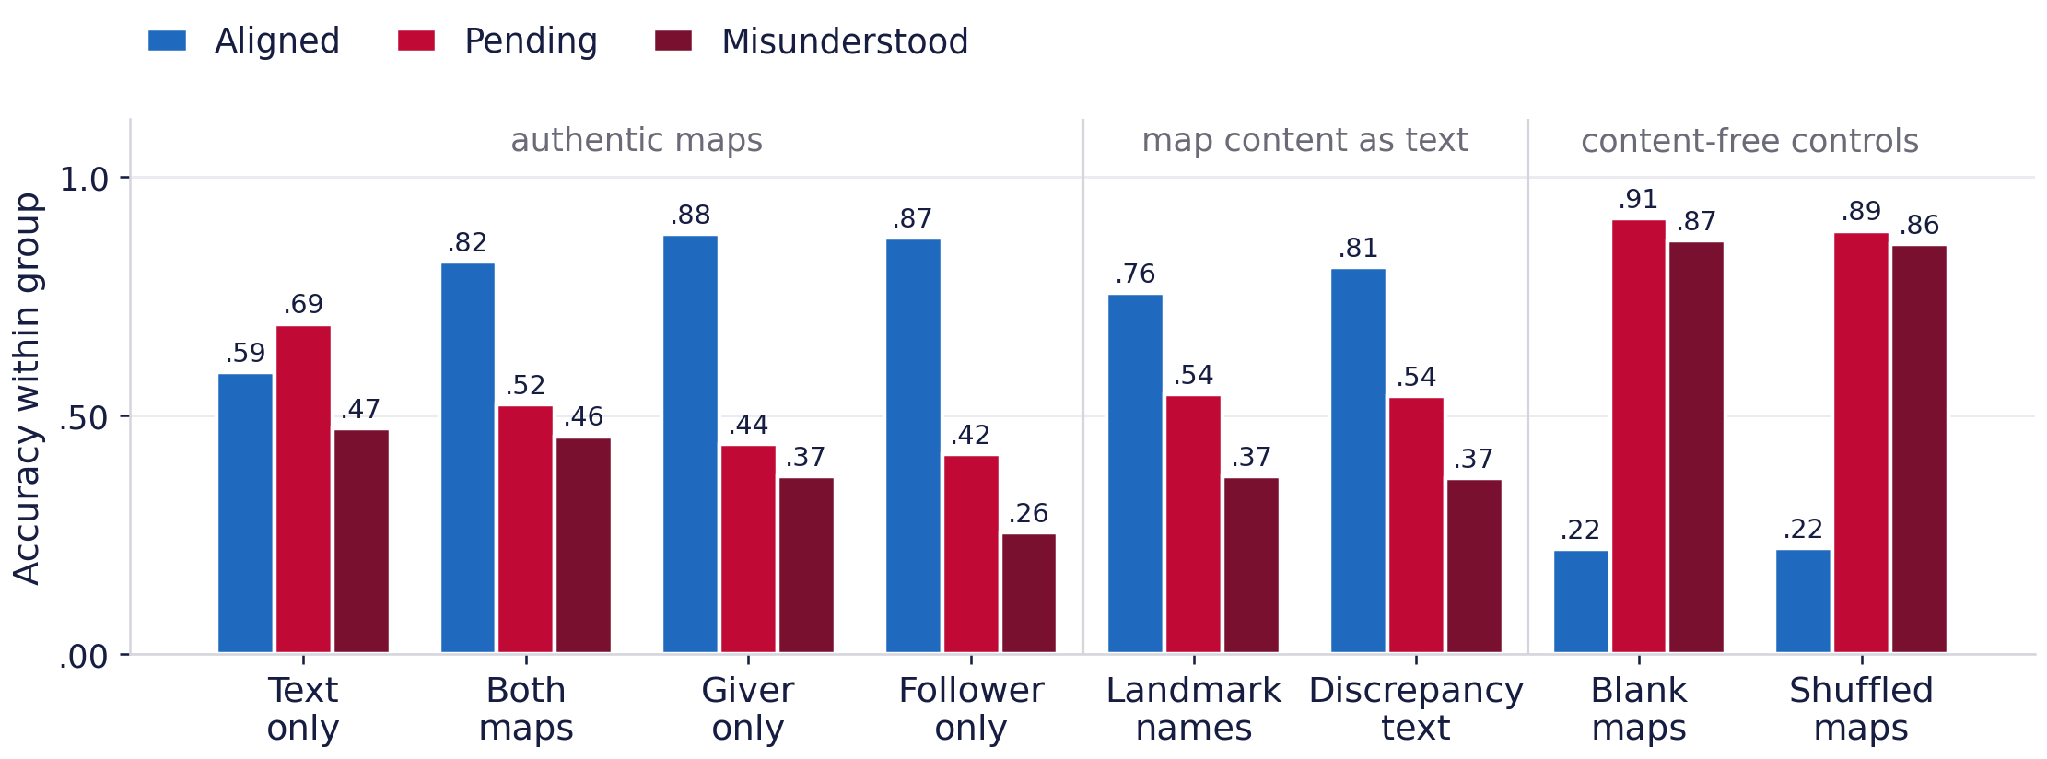 Aligned Pending Misunderstood
authentic maps map content as text content-free controls
Accuracy within group
1.0
.50
.00
.59 .69 .47
.82 .52 .46
.88 .44 .37
.87 .42 .26
.76 .54 .37
.81 .54 .37
.22 .91 .87
.22 .89 .86
Text
only
Both
maps
Giver
only
Follower
only
Landmark
names
Discrepancy
text
Blank
maps
Shuffled
maps